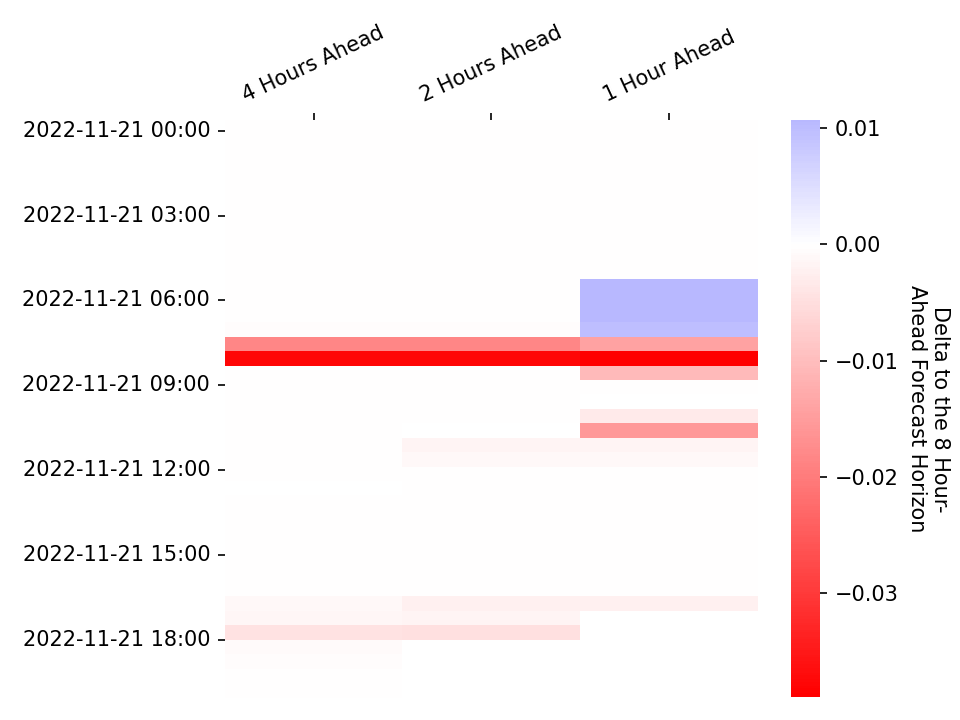 4 Hours Ahead
2 Hours Ahead
1 Hour Ahead
2022-11-21 00:00
2022-11-21 03:00
2022-11-21 06:00
2022-11-21 09:00
2022-11-21 12:00
2022-11-21 15:00
2022-11-21 18:00
0.01
0.00
−0.01
−0.02
−0.03
Delta to the 8 Hour-
Ahead Forecast Horizon